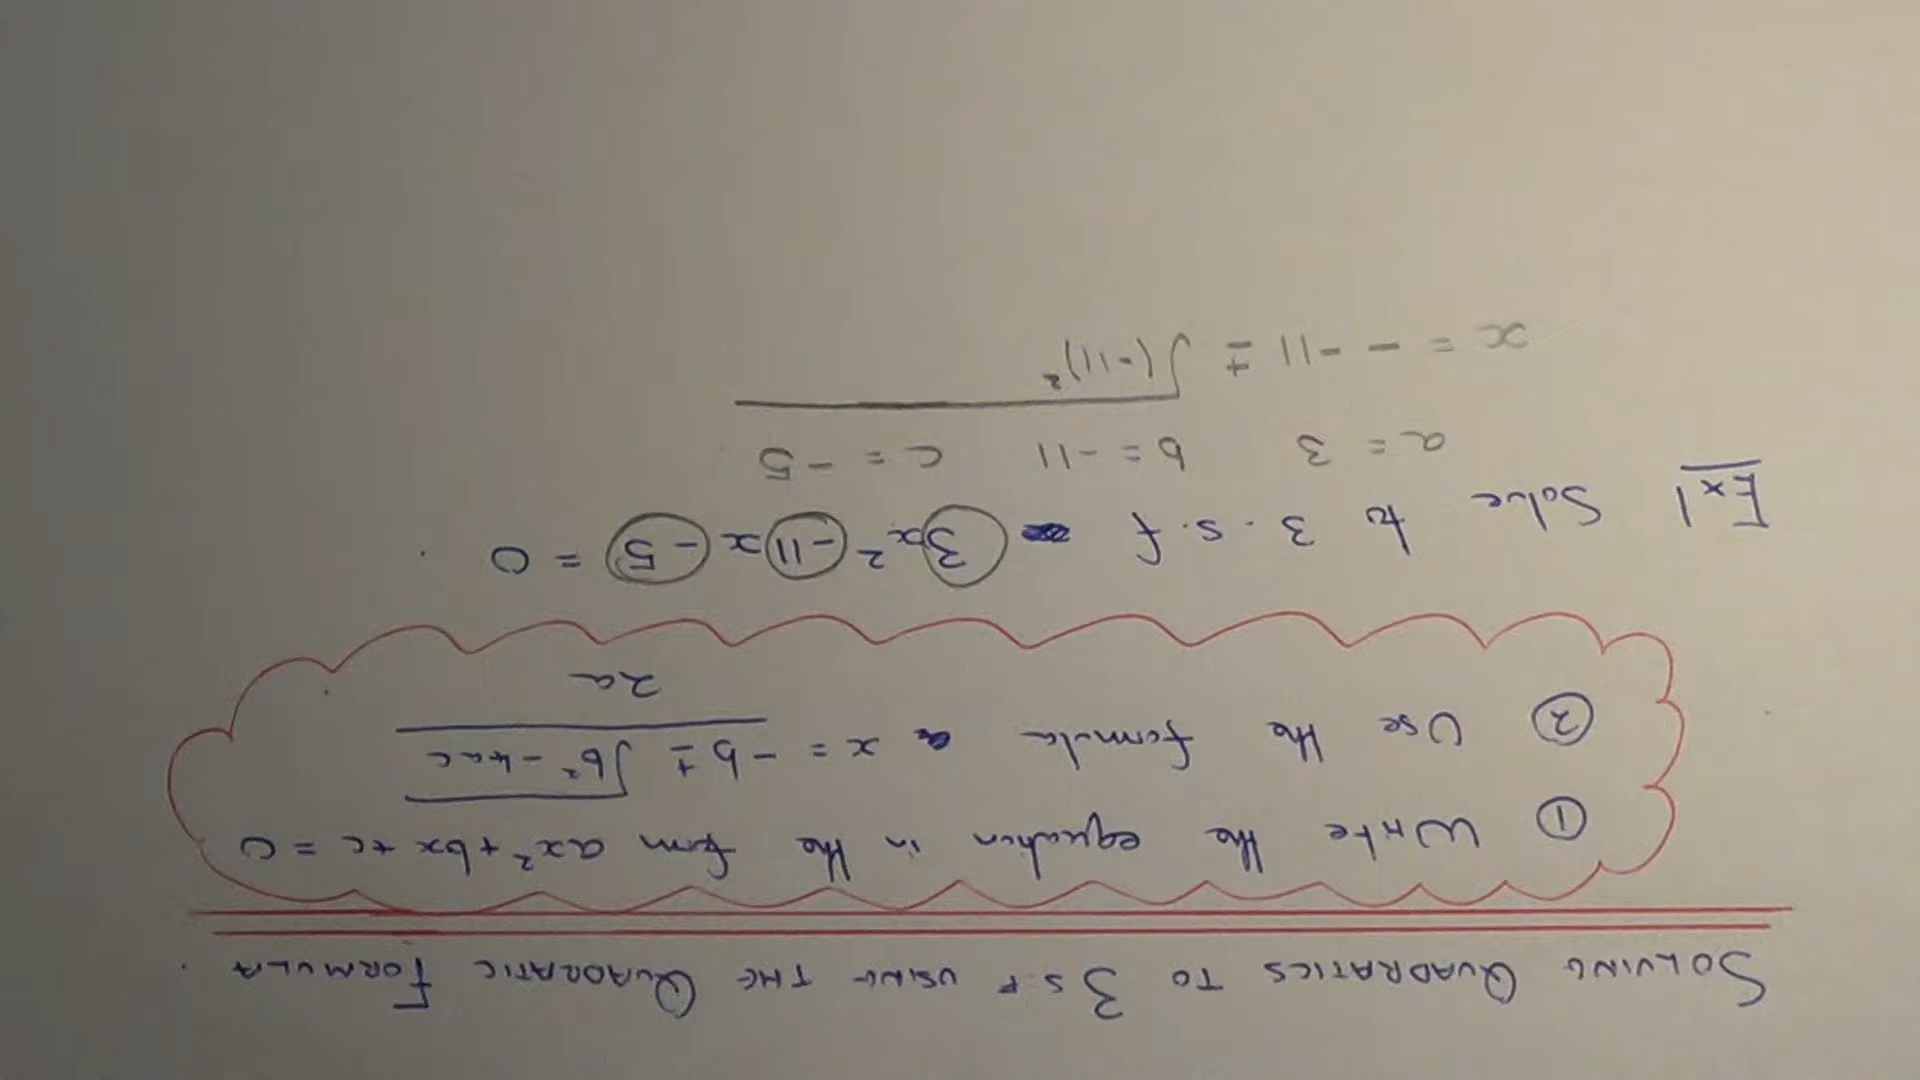 SOLVING QUADRATICS TO 3 S.F USING THE QUADRATIC FORMULA.
① Write the equation in the form ax² + bx + c = 0
② Use the formula x = -b ± √b² - 4ac
2a
Ex1 Solve to 3.s.f 3x² -11x -5 = 0
a = 3 b = -11 c = -5
x = - -11 ± √(-11)²